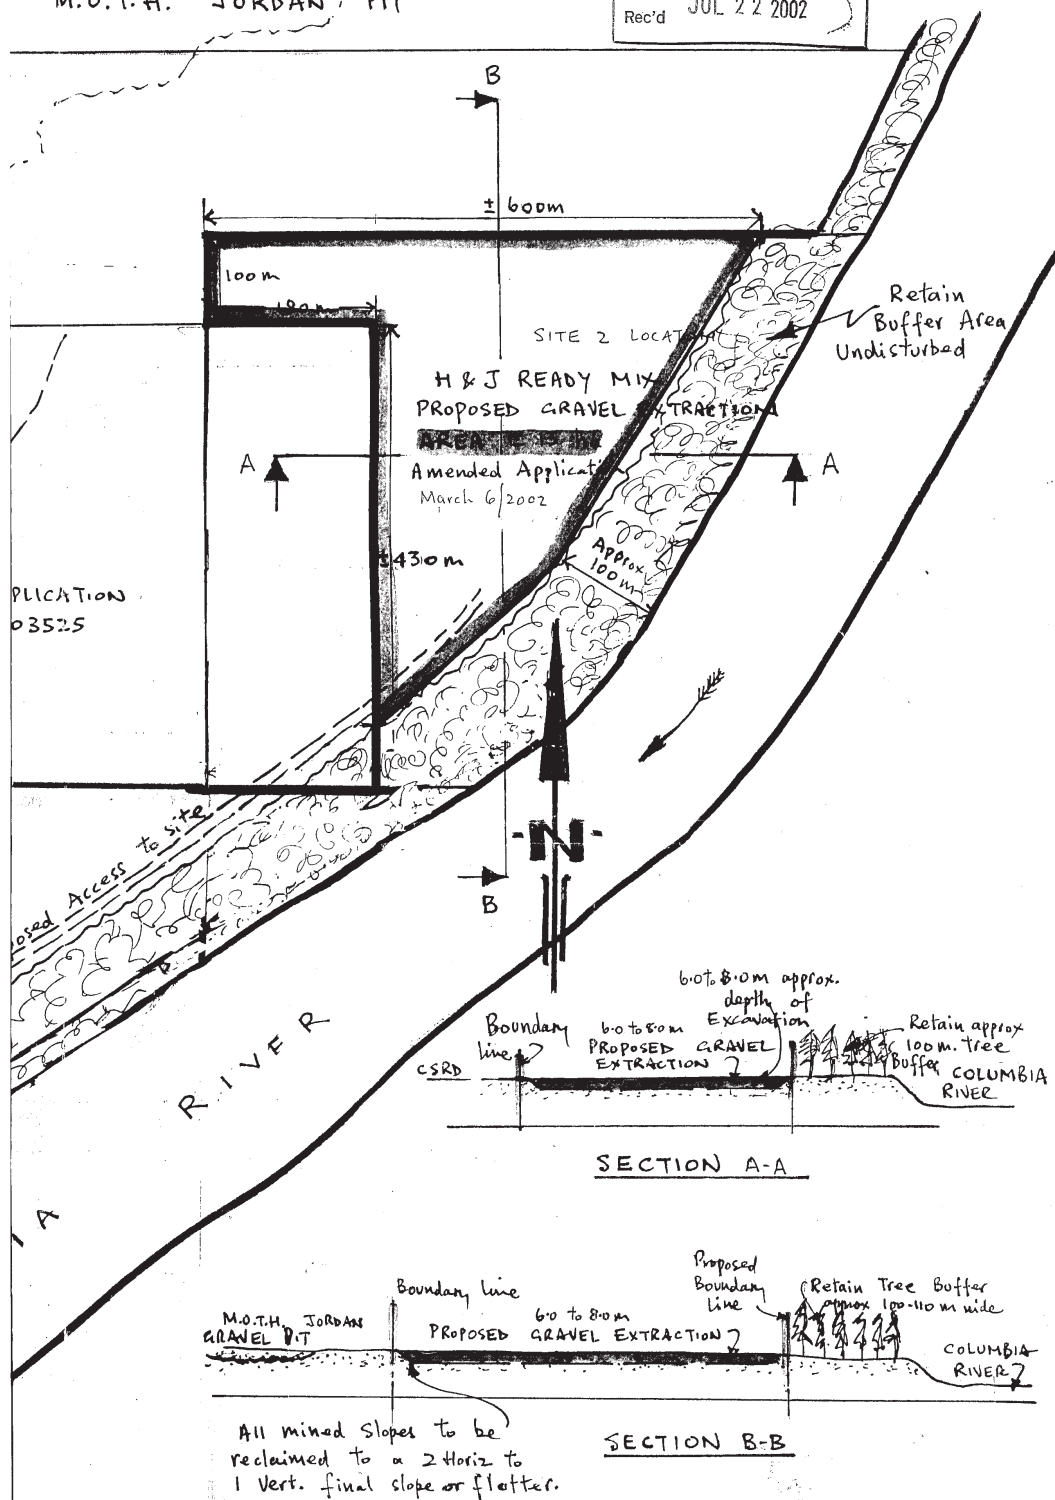 M.O.T.H. JORDAN PIT
Rec'd JUL 22 2002
B
± 600m
100m
Retain
Buffer Area
Undisturbed
SITE 2 LOCATION
H & J READY MIX
PROPOSED GRAVEL EXTRACTION
AREA
A
A
Amended Applicati
March 6/2002
Approx
100m
±430m
PLICATION
03525
osed Access to site
N
B
RIVER
IA
6.0 to 8.0m approx.
depth of
Excavation
Boundary
line
6.0 to 8.0m
PROPOSED GRAVEL
EXTRACTION
Retain approx
100m. Tree
Buffer
CSRD
COLUMBIA
RIVER
SECTION A-A
Proposed
Boundary
Line
Boundary line
Retain Tree Buffer
approx 100-110m wide
M.O.T.H. JORDAN
GRAVEL PIT
6.0 to 8.0m
PROPOSED GRAVEL EXTRACTION
COLUMBIA
RIVER
All mined slopes to be
reclaimed to a 2 Horiz to
1 Vert. final slope or flatter.
SECTION B-B